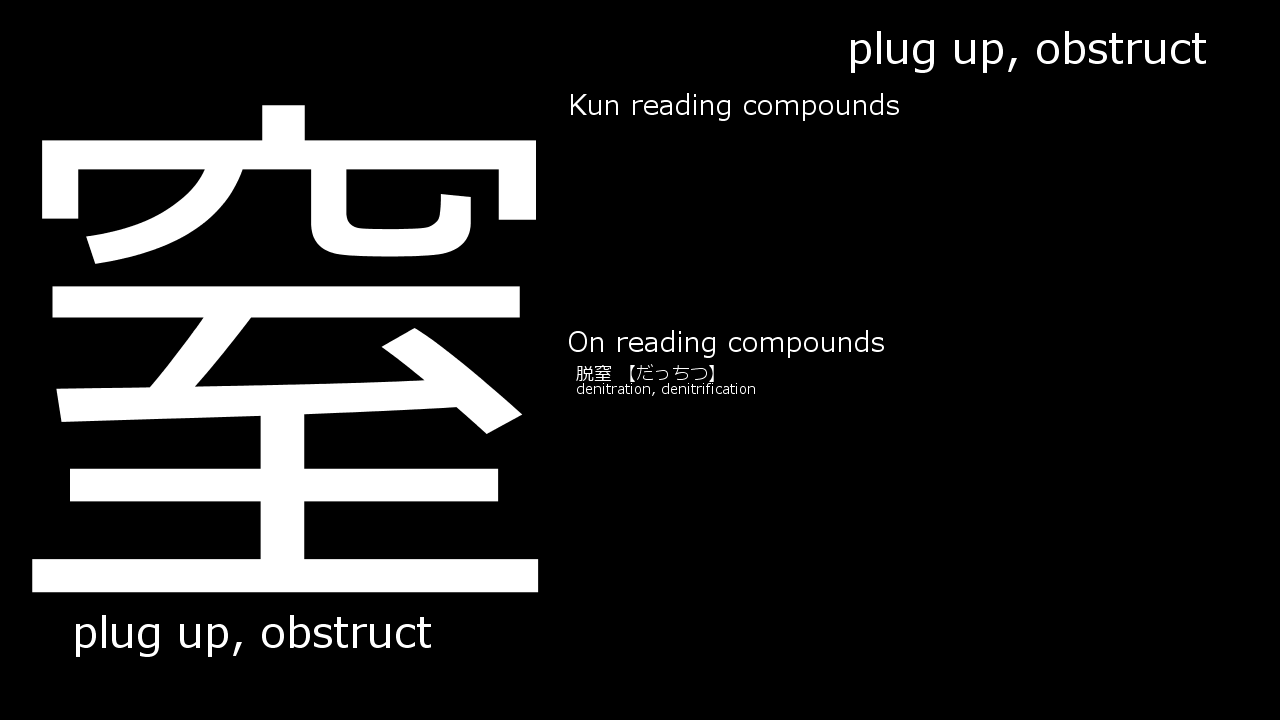 plug up, obstruct
窒
Kun reading compounds
On reading compounds
脱窒 【だっちつ】
denitration, denitrification
plug up, obstruct